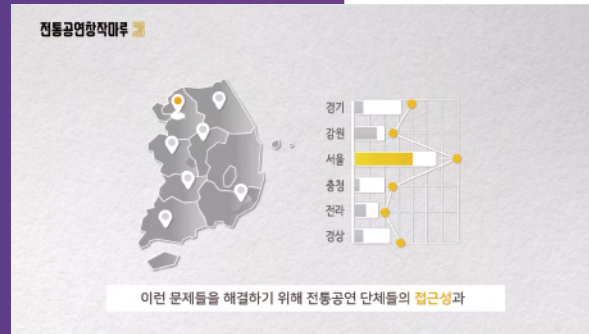 전통공연창작마루
경기
강원
서울
충청
전라
경상
이런 문제들을 해결하기 위해 전통공연 단체들의 접근성과